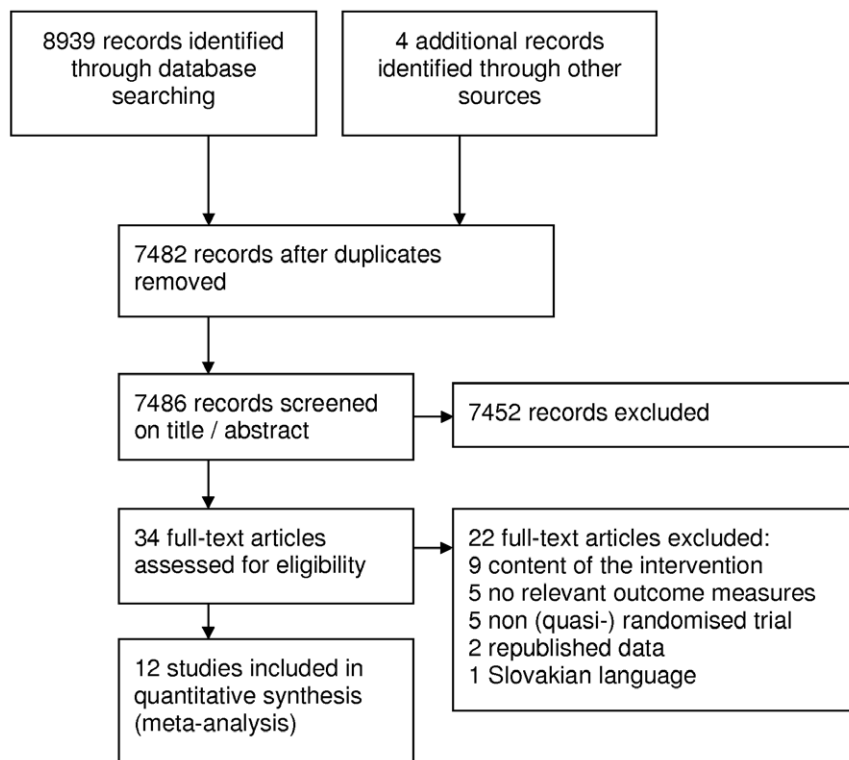 8939 records identified
through database
searching
4 additional records
identified through other
sources
7482 records after duplicates
removed
7486 records screened
on title / abstract
7452 records excluded
34 full-text articles
assessed for eligibility
22 full-text articles excluded:
9 content of the intervention
5 no relevant outcome measures
5 non (quasi-) randomised trial
2 republished data
1 Slovakian language
12 studies included in
quantitative synthesis
(meta-analysis)